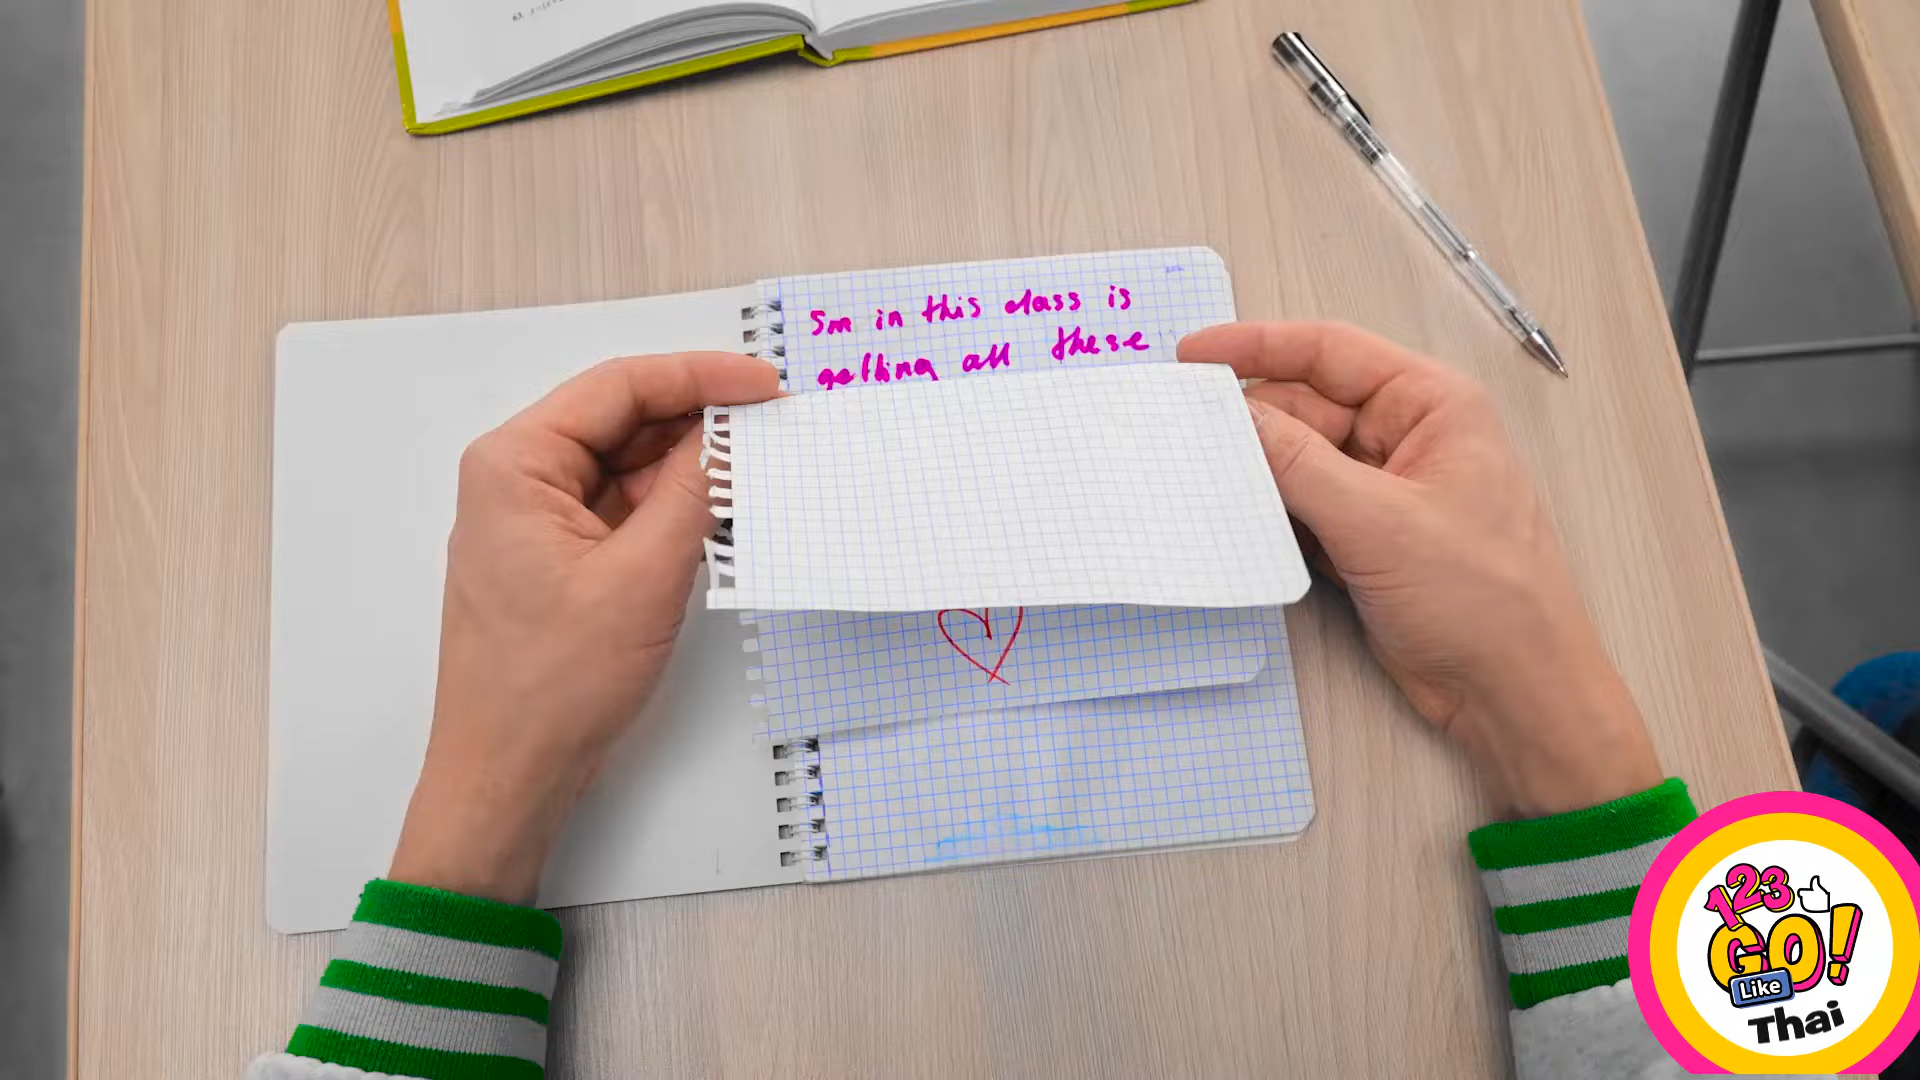 Sm in this class is
getting all these
123
GO!
Like
Thai